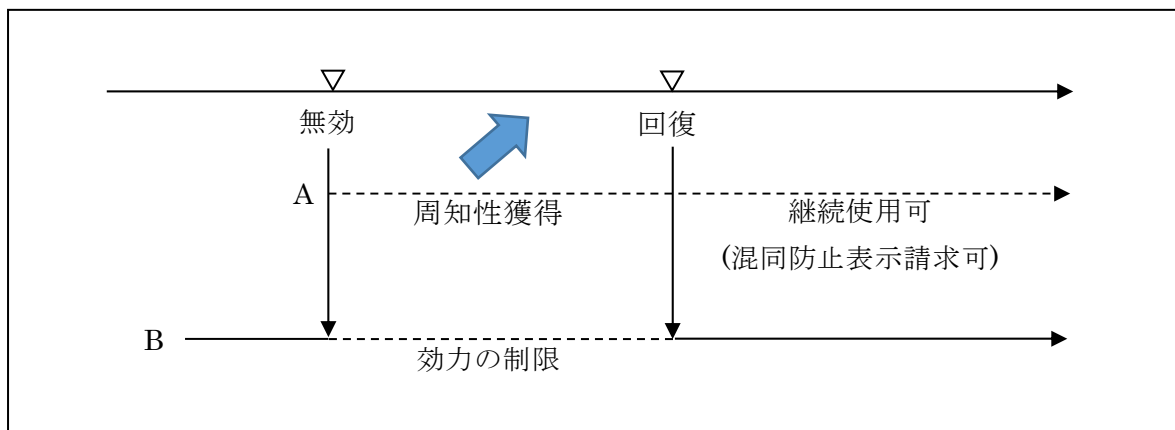 無効
回復
A
周知性獲得
継続使用可
(混同防止表示請求可)
B
効力の制限